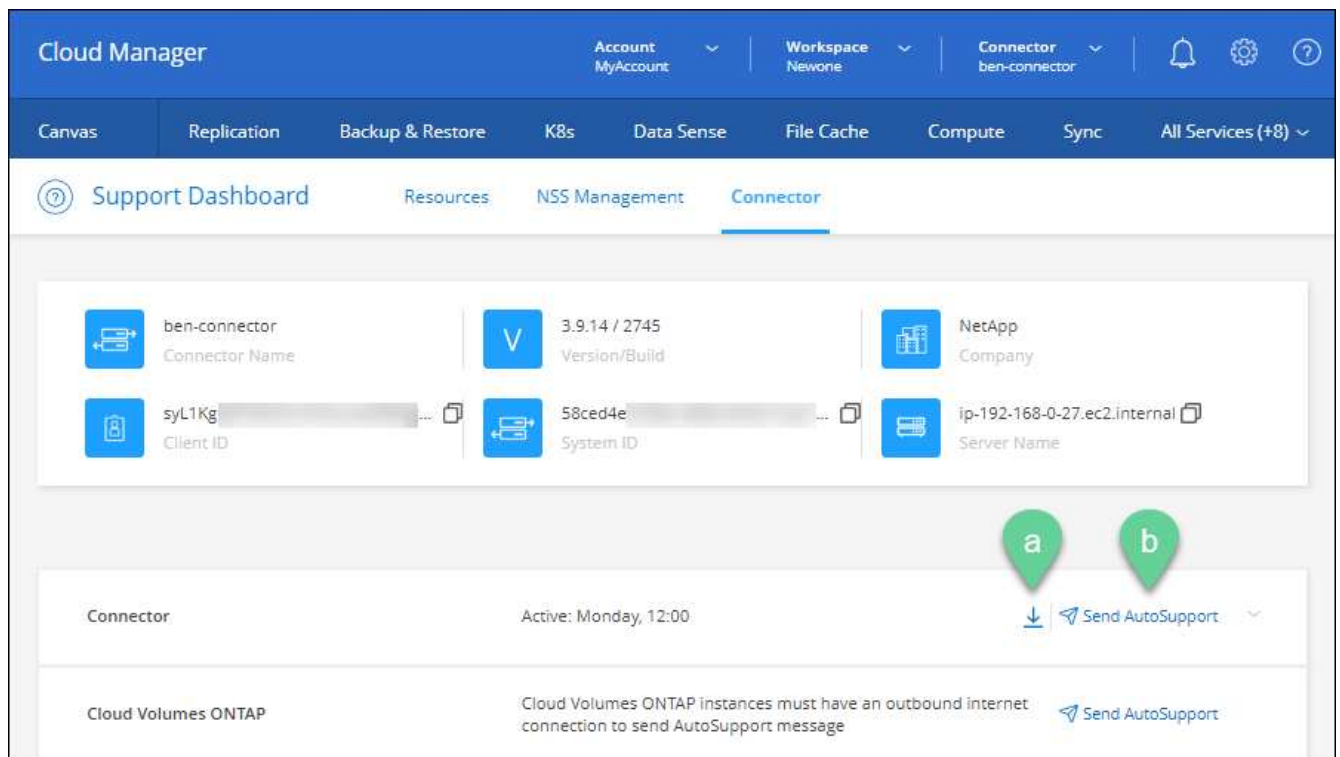 Cloud Manager
Account
MyAccount
Workspace
Newone
Connector
ben-connector
Canvas Replication Backup & Restore K8s Data Sense File Cache Compute Sync All Services (+8)
Support Dashboard Resources NSS Management Connector
ben-connector
Connector Name
V
3.9.14 / 2745
Version/Build
NetApp
Company
syL1Kg ...
Client ID
58ced4e ...
System ID
ip-192-168-0-27.ec2.internal
Server Name
a b
Connector Active: Monday, 12:00 Send AutoSupport
Cloud Volumes ONTAP
Cloud Volumes ONTAP instances must have an outbound internet
connection to send AutoSupport message
Send AutoSupport